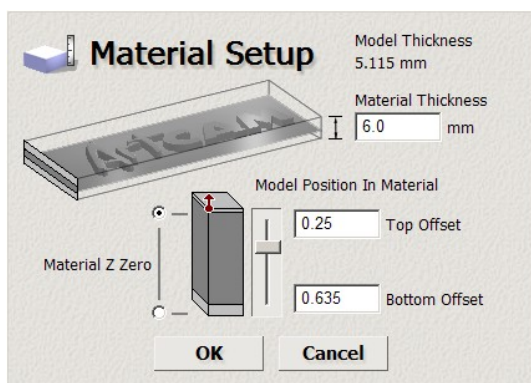 Material Setup
Model Thickness
5.115 mm
Material Thickness
6.0 mm
ArtCAM
Model Position In Material
0.25 Top Offset
Material Z Zero
0.635 Bottom Offset
OK Cancel